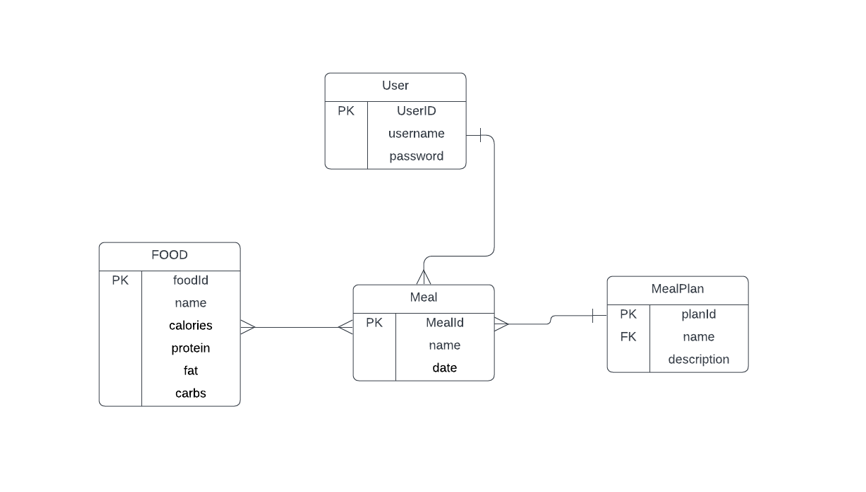 User
PK UserID
username
password
FOOD
PK foodId
name
calories
protein
fat
carbs
Meal
PK MealId
name
date
MealPlan
PK planId
FK name
description